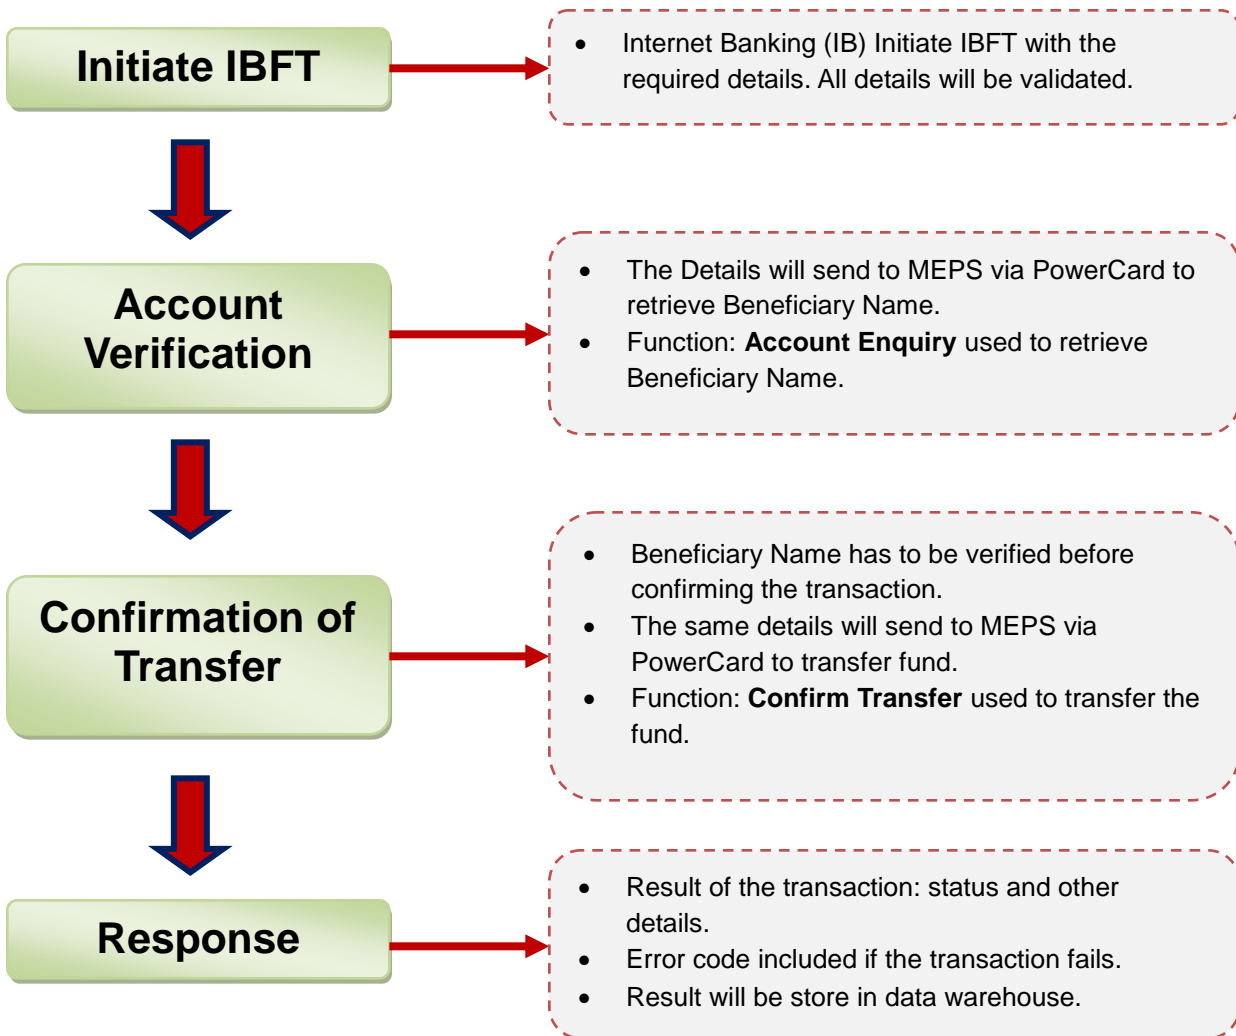 Initiate IBFT
• Internet Banking (IB) Initiate IBFT with the
required details. All details will be validated.
Account
Verification
• The Details will send to MEPS via PowerCard to
retrieve Beneficiary Name.
• Function: Account Enquiry used to retrieve
Beneficiary Name.
Confirmation of
Transfer
• Beneficiary Name has to be verified before
confirming the transaction.
• The same details will send to MEPS via
PowerCard to transfer fund.
• Function: Confirm Transfer used to transfer the
fund.
Response
• Result of the transaction: status and other
details.
• Error code included if the transaction fails.
• Result will be store in data warehouse.